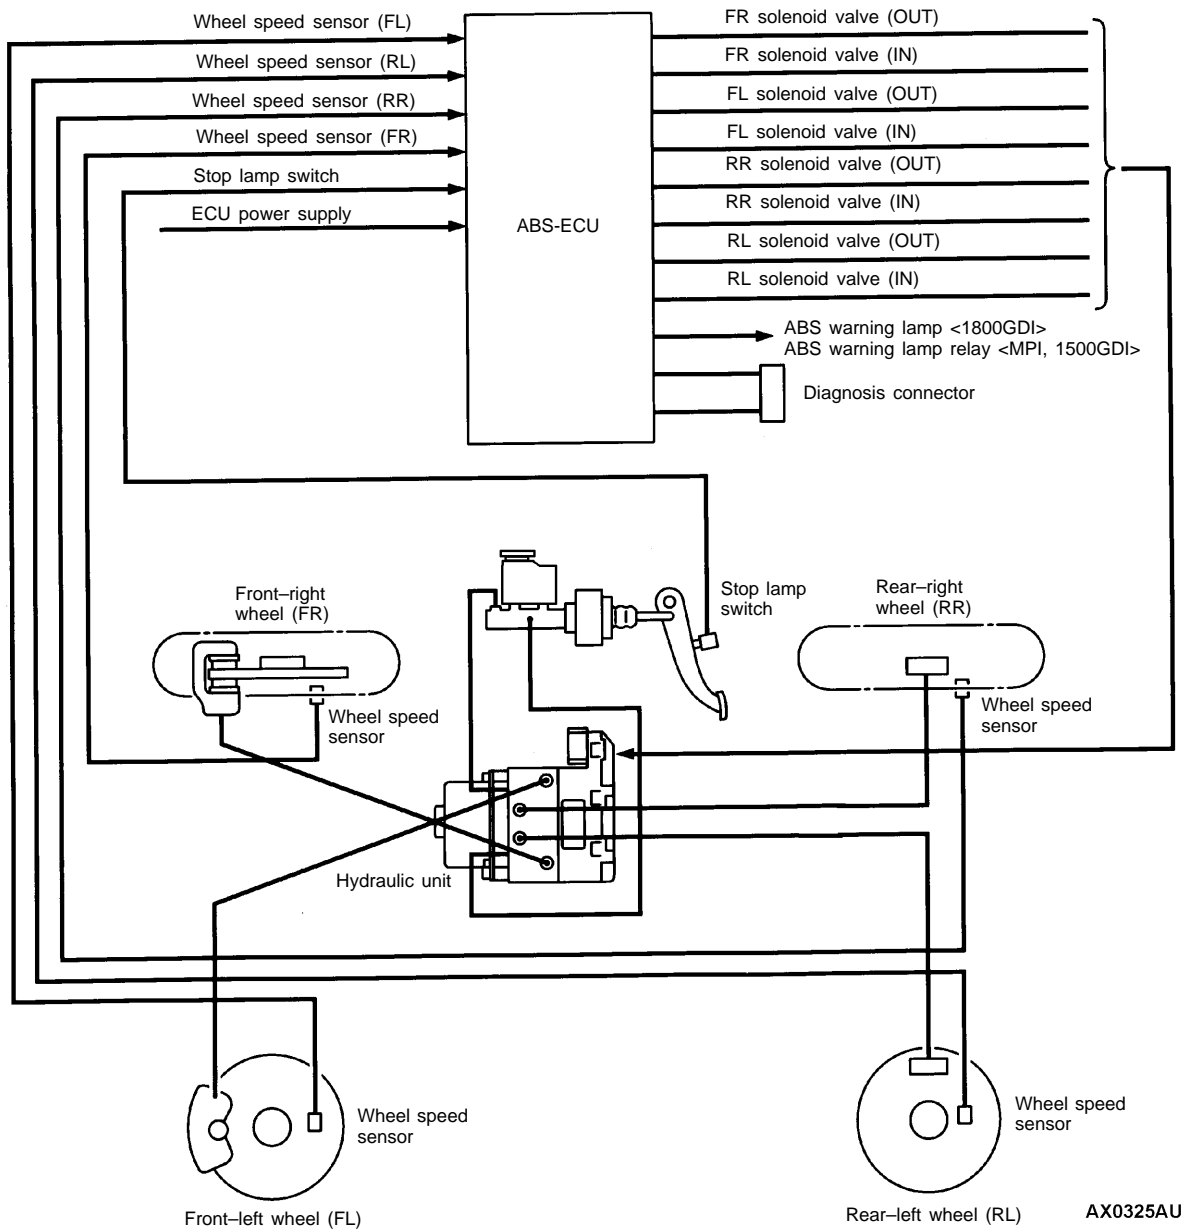 Wheel speed sensor (FL)
Wheel speed sensor (RL)
Wheel speed sensor (RR)
Wheel speed sensor (FR)
Stop lamp switch
ECU power supply
ABS-ECU
FR solenoid valve (OUT)
FR solenoid valve (IN)
FL solenoid valve (OUT)
FL solenoid valve (IN)
RR solenoid valve (OUT)
RR solenoid valve (IN)
RL solenoid valve (OUT)
RL solenoid valve (IN)
ABS warning lamp <1800GDI>
ABS warning lamp relay <MPI, 1500GDI>
Diagnosis connector
Front–right
wheel (FR)
Wheel speed
sensor
Stop lamp
switch
Rear–right
wheel (RR)
Wheel speed
sensor
Hydraulic unit
Wheel speed
sensor
Front–left wheel (FL)
Wheel speed
sensor
Rear–left wheel (RL)
AX0325AU